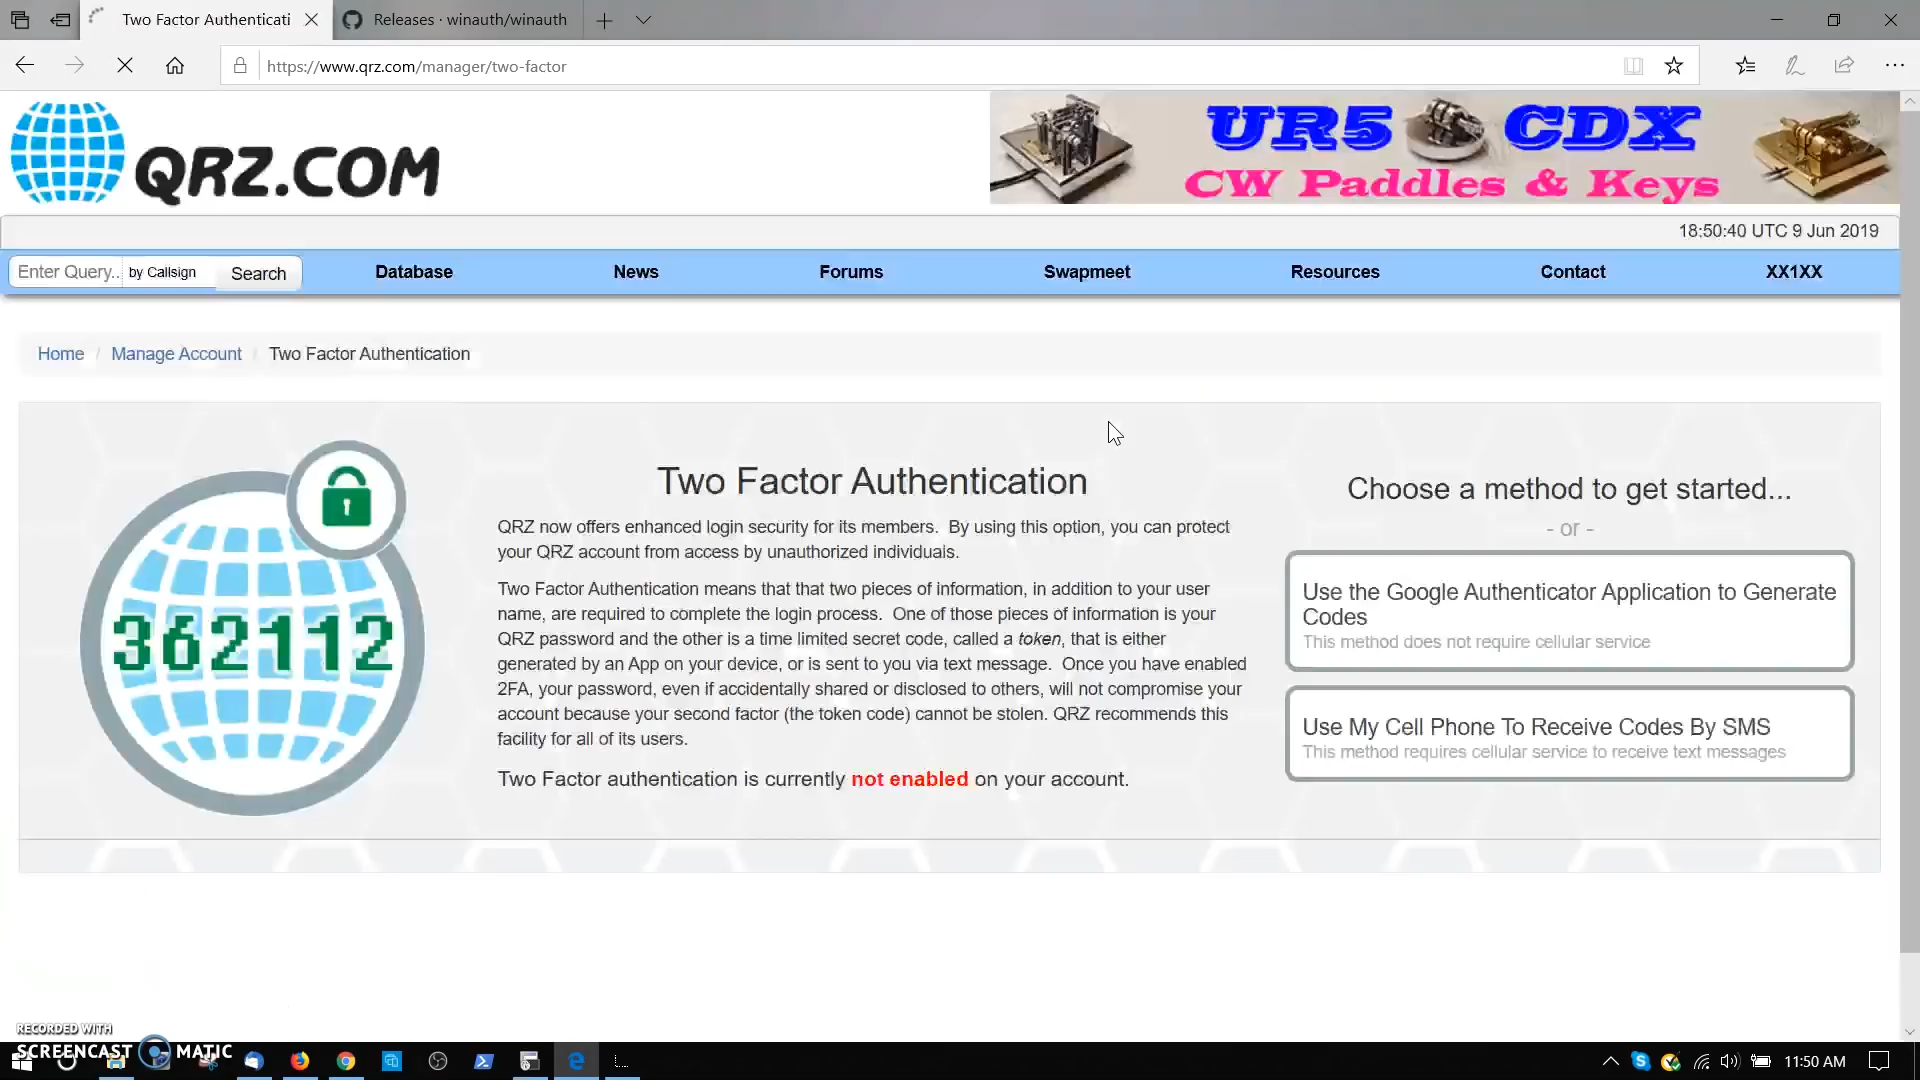 Two Factor Authenticati
Releases · winauth/winauth
https://www.qrz.com/manager/two-factor
QRZ.COM
UR5 CDX
CW Paddles & Keys
18:50:40 UTC 9 Jun 2019
Enter Query.. by Callsign Search Database News Forums Swapmeet Resources Contact XX1XX
Home / Manage Account / Two Factor Authentication
362112
Two Factor Authentication
QRZ now offers enhanced login security for its members. By using this option, you can protect
your QRZ account from access by unauthorized individuals.
Two Factor Authentication means that that two pieces of information, in addition to your user
name, are required to complete the login process. One of those pieces of information is your
QRZ password and the other is a time limited secret code, called a token, that is either
generated by an App on your device, or is sent to you via text message. Once you have enabled
2FA, your password, even if accidentally shared or disclosed to others, will not compromise your
account because your second factor (the token code) cannot be stolen. QRZ recommends this
facility for all of its users.
Two Factor authentication is currently not enabled on your account.
Choose a method to get started...
- or -
Use the Google Authenticator Application to Generate
Codes
This method does not require cellular service
Use My Cell Phone To Receive Codes By SMS
This method requires cellular service to receive text messages
RECORDED WITH
SCREENCAST MATIC
11:50 AM